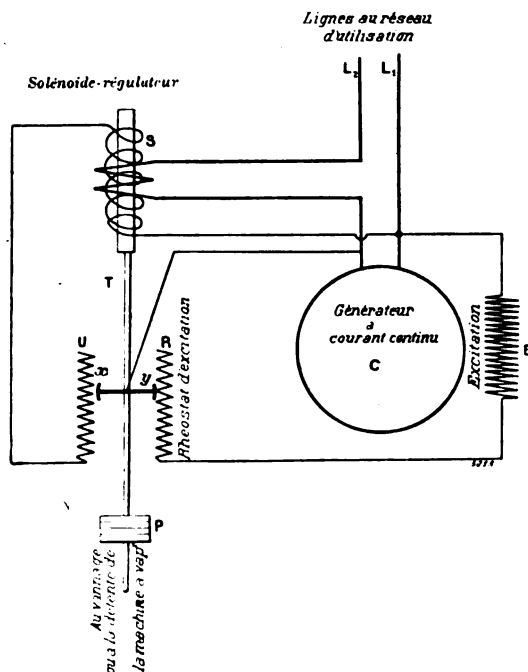 Lignes au réseau
d'utilisation
L₂ L₁
Solénoïde-régulateur
S
T
Générateur
à
courant continu
C
Excitation
E
U
R
x
y
Rhéostat d'excitation
P
Au vannage
ou a la détente de
la machine a vap